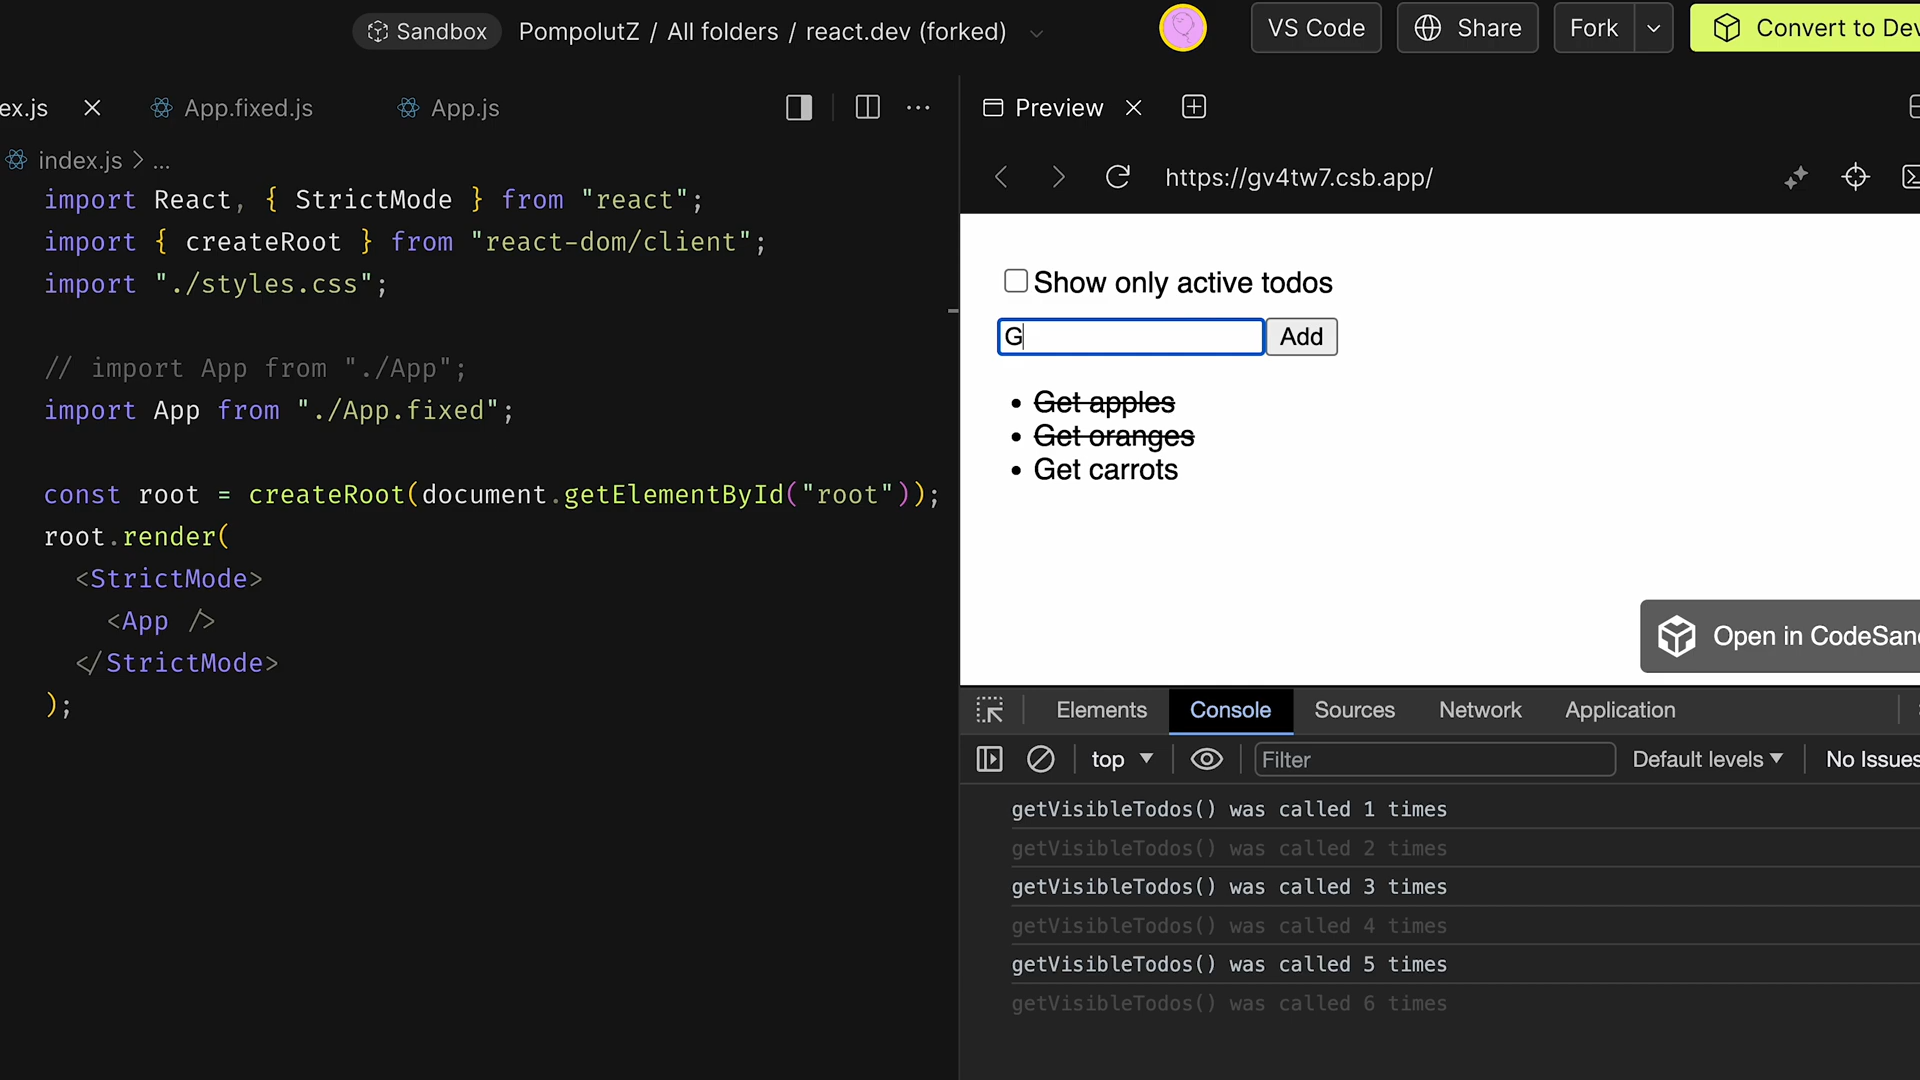 Sandbox PompolutZ / All folders / react.dev (forked) VS Code Share Fork Convert to Dev
ex.js App.fixed.js App.js
index.js > ...
import React, { StrictMode } from "react";
import { createRoot } from "react-dom/client";
import "./styles.css";
// import App from "./App";
import App from "./App.fixed";
const root = createRoot(document.getElementById("root"));
root.render(
<StrictMode>
<App />
</StrictMode>
);
Preview
https://gv4tw7.csb.app/
Show only active todos
G Add
• Get apples
• Get oranges
• Get carrots
Open in CodeSan
Elements Console Sources Network Application
top Filter Default levels No Issues
getVisibleTodos() was called 1 times
getVisibleTodos() was called 2 times
getVisibleTodos() was called 3 times
getVisibleTodos() was called 4 times
getVisibleTodos() was called 5 times
getVisibleTodos() was called 6 times